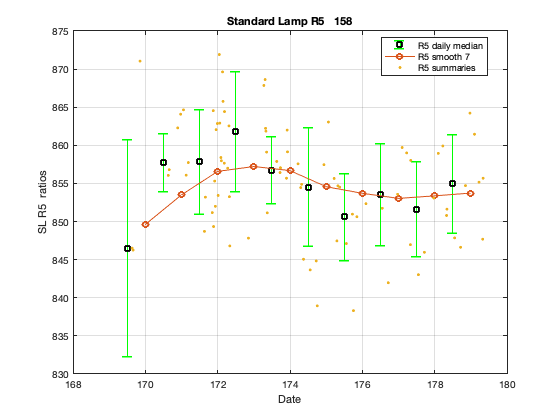 Standard Lamp R5 158
875
870
865
860
855
850
845
840
835
830
SL R5 ratios
R5 daily median
R5 smooth 7
R5 summaries
168 170 172 174 176 178 180
Date